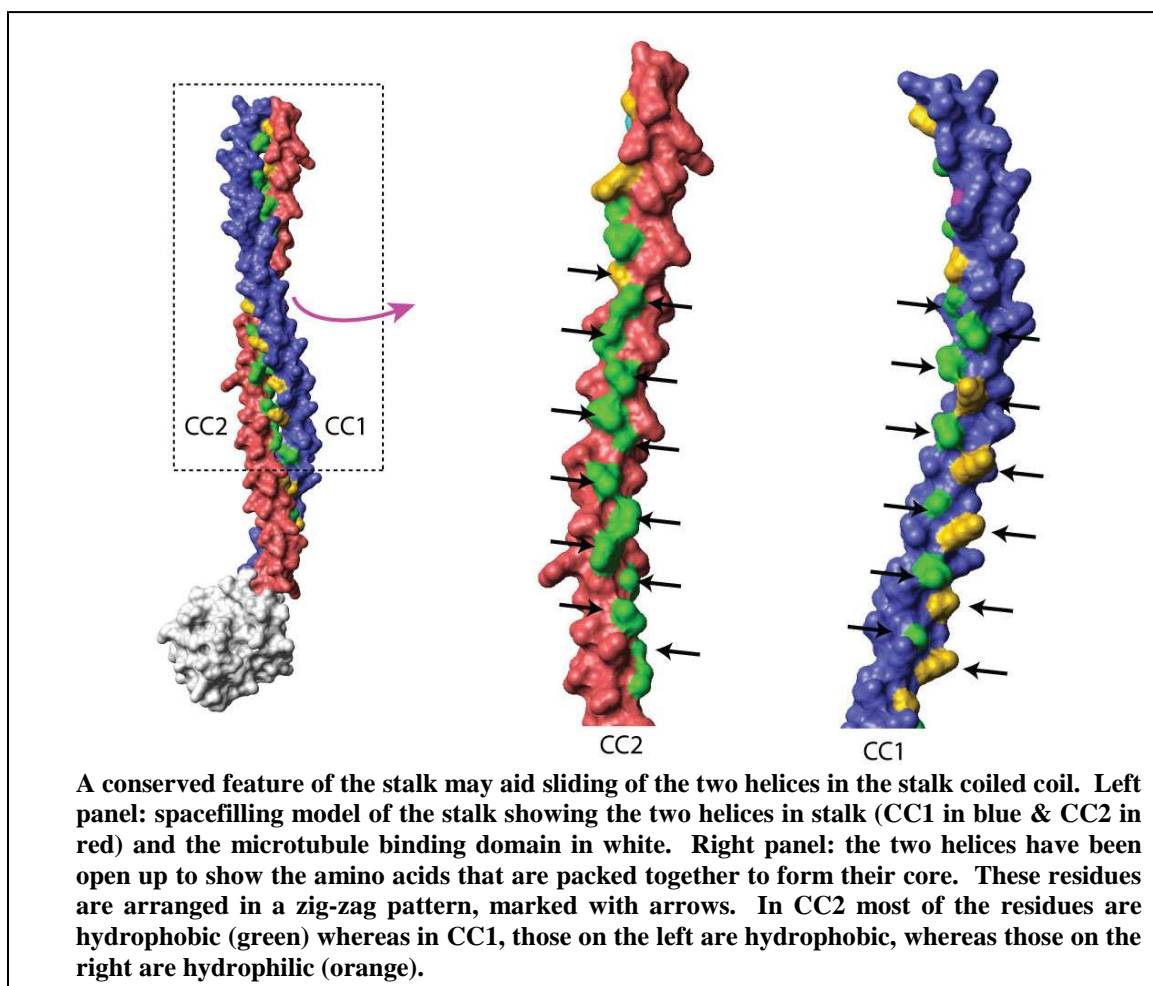 CC2
CC1
CC2
CC1
A conserved feature of the stalk may aid sliding of the two helices in the stalk coiled coil. Left
panel: spacefilling model of the stalk showing the two helices in stalk (CC1 in blue & CC2 in
red) and the microtubule binding domain in white. Right panel: the two helices have been
open up to show the amino acids that are packed together to form their core. These residues
are arranged in a zig-zag pattern, marked with arrows. In CC2 most of the residues are
hydrophobic (green) whereas in CC1, those on the left are hydrophobic, whereas those on the
right are hydrophilic (orange).